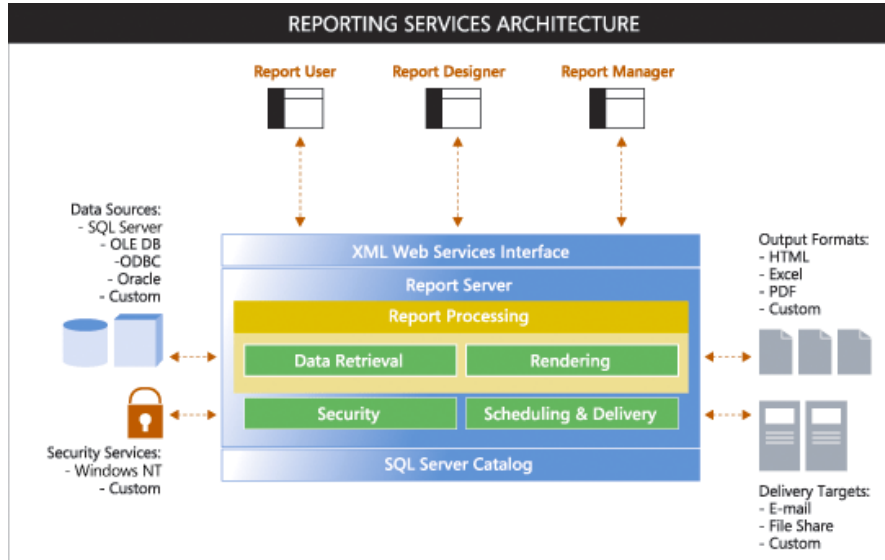 REPORTING SERVICES ARCHITECTURE
Report User
Report Designer
Report Manager
Data Sources:
- SQL Server
- OLE DB
-ODBC
- Oracle
- Custom
XML Web Services Interface
Report Server
Report Processing
Data Retrieval
Rendering
Security
Scheduling & Delivery
SQL Server Catalog
Output Formats:
- HTML
- Excel
- PDF
- Custom
Security Services:
- Windows NT
- Custom
Delivery Targets:
- E-mail
- File Share
- Custom